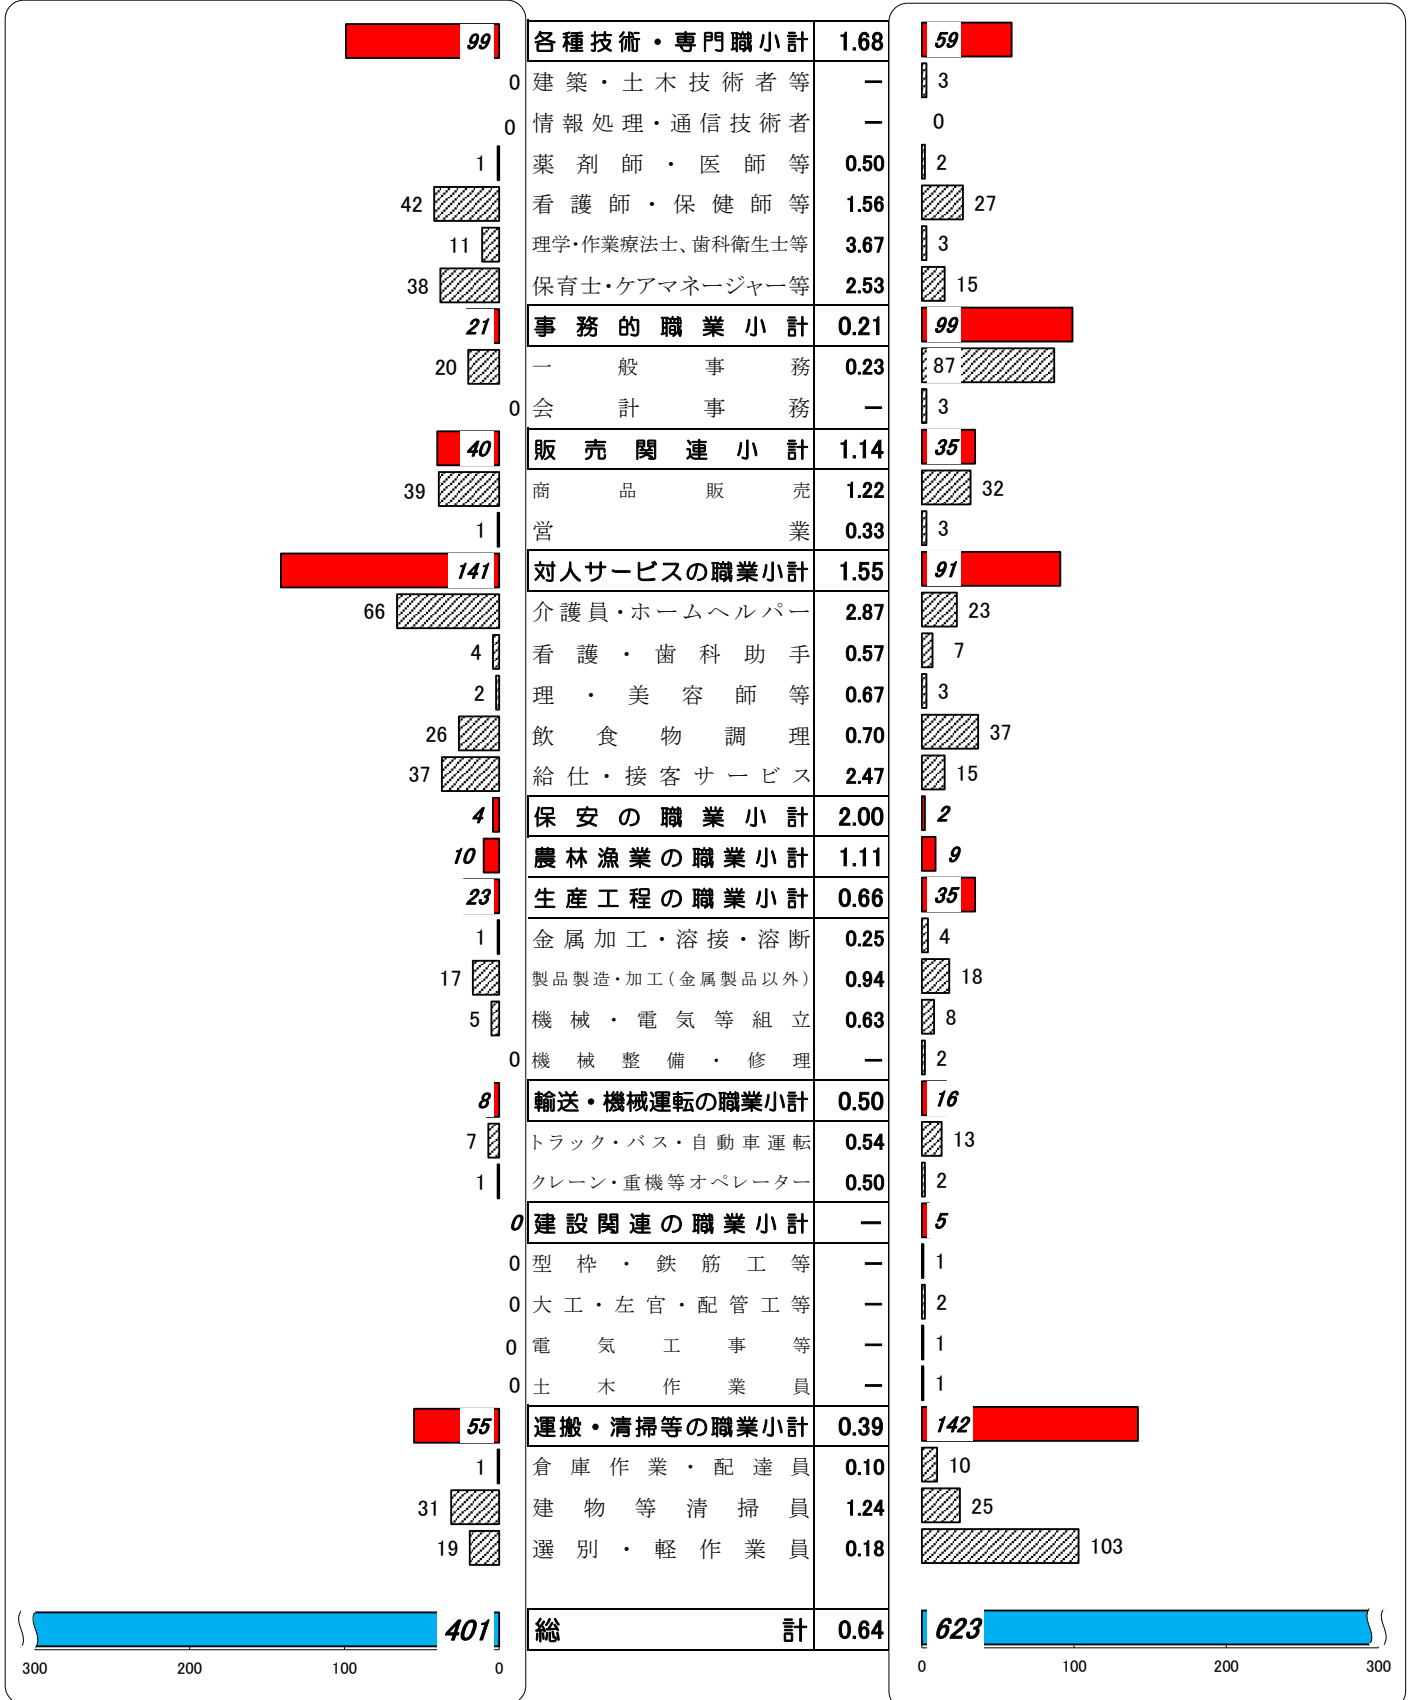 99 各種技術・専門職小計 1.68 59
0 建築・土木技術者等 － 3
0 情報処理・通信技術者 － 0
1 薬剤師・医師等 0.50 2
42 看護師・保健師等 1.56 27
11 理学・作業療法士、歯科衛生士等 3.67 3
38 保育士・ケアマネージャー等 2.53 15
21 事務的職業小計 0.21 99
20 一般事務 0.23 87
0 会計事務 － 3
40 販売関連小計 1.14 35
39 商品販売 1.22 32
1 営業 0.33 3
141 対人サービスの職業小計 1.55 91
66 介護員・ホームヘルパー 2.87 23
4 看護・歯科助手 0.57 7
2 理・美容師等 0.67 3
26 飲食物調理 0.70 37
37 給仕・接客サービス 2.47 15
4 保安の職業小計 2.00 2
10 農林漁業の職業小計 1.11 9
23 生産工程の職業小計 0.66 35
1 金属加工・溶接・溶断 0.25 4
17 製品製造・加工（金属製品以外） 0.94 18
5 機械・電気等組立 0.63 8
0 機械整備・修理 － 2
8 輸送・機械運転の職業小計 0.50 16
7 トラック・バス・自動車運転 0.54 13
1 クレーン・重機等オペレーター 0.50 2
0 建設関連の職業小計 － 5
0 型枠・鉄筋工等 － 1
0 大工・左官・配管工等 － 2
0 電気工事等 － 1
0 土木作業員 － 1
55 運搬・清掃等の職業小計 0.39 142
1 倉庫作業・配達員 0.10 10
31 建物等清掃員 1.24 25
19 選別・軽作業員 0.18 103
401 総計 0.64 623
300 200 100 0 0 100 200 300